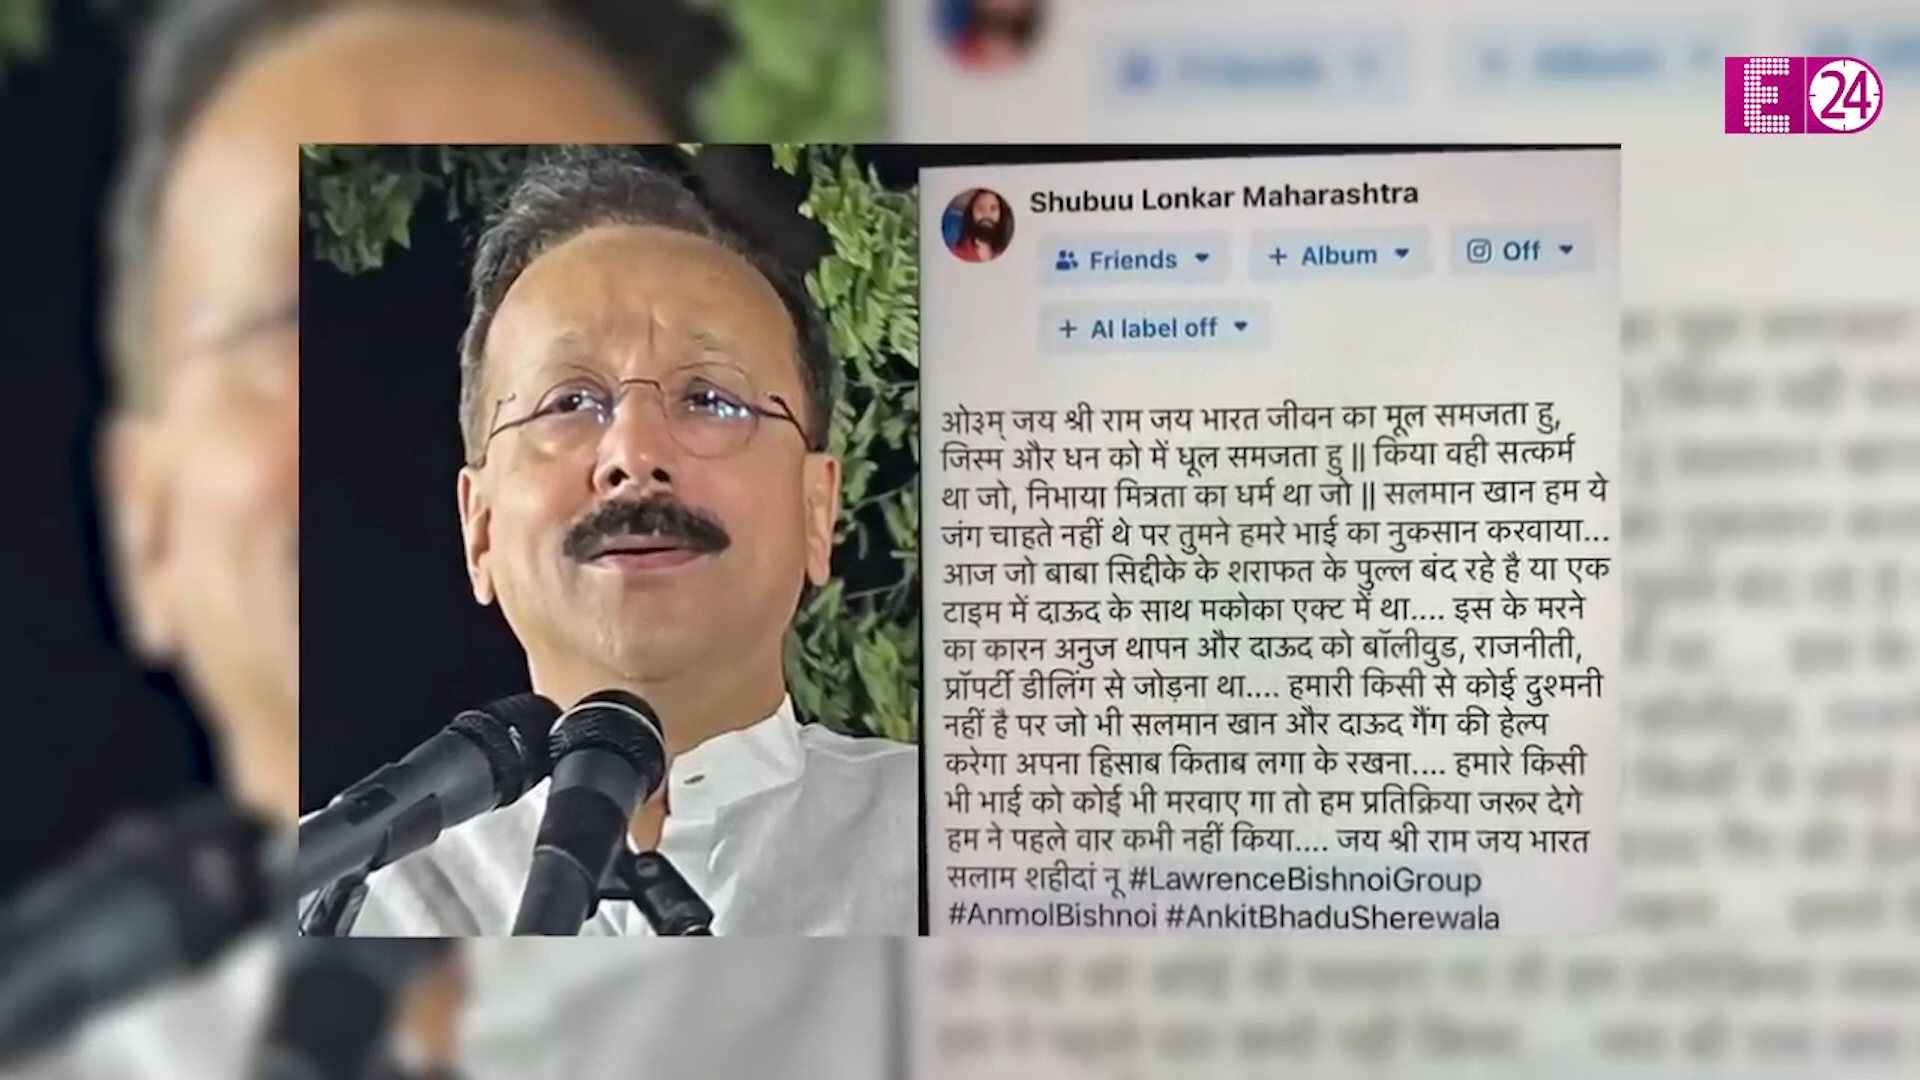 E24
Shubuu Lonkar Maharashtra
Friends + Album Off
+ AI label off
ओ३म् जय श्री राम जय भारत जीवन का मूल समजता हु,
जिस्म और धन को में धूल समजता हु || किया वही सत्कर्म
था जो, निभाया मित्रता का धर्म था जो || सलमान खान हम ये
जंग चाहते नहीं थे पर तुमने हमरे भाई का नुकसान करवाया...
आज जो बाबा सिद्दीके के शराफत के पुल्ल बंद रहे है या एक
टाइम में दाऊद के साथ मकोका एक्ट में था.... इस के मरने
का कारन अनुज थापन और दाऊद को बॉलीवुड, राजनीती,
प्रॉपर्टी डीलिंग से जोड़ना था.... हमारी किसी से कोई दुश्मनी
नहीं है पर जो भी सलमान खान और दाऊद गैंग की हेल्प
करेगा अपना हिसाब किताब लगा के रखना.... हमारे किसी
भी भाई को कोई भी मरवाए गा तो हम प्रतिक्रिया जरूर देगे
हम ने पहले वार कभी नहीं किया.... जय श्री राम जय भारत
सलाम शहीदां नू #LawrenceBishnoiGroup
#AnmolBishnoi #AnkitBhaduSherewala